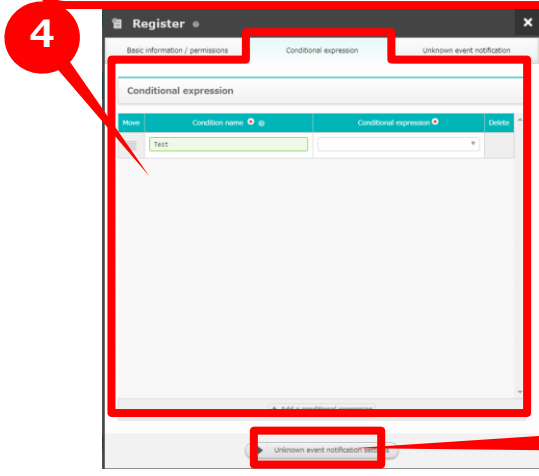 4
Register
Basic information / permissions
Conditional expression
Unknown event notification
Conditional expression
Move
Condition name
Conditional expression
Delete
Test
Add a conditional expression
Unknown event notification settings